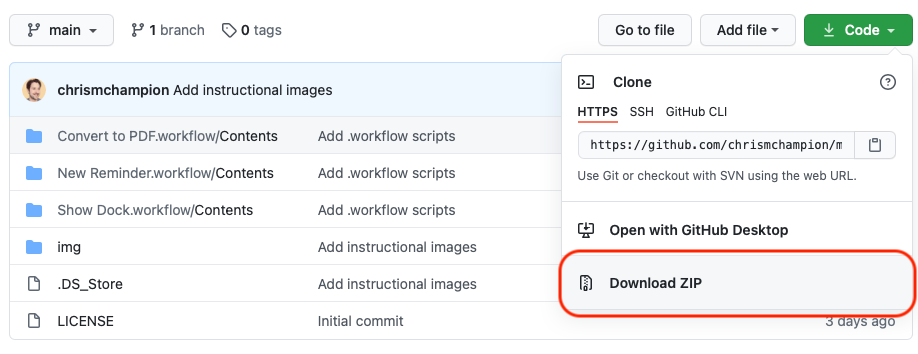 main
1 branch
0 tags
Go to file
Add file
Code
chrismchampion Add instructional images
Convert to PDF.workflow/Contents Add .workflow scripts
New Reminder.workflow/Contents Add .workflow scripts
Show Dock.workflow/Contents Add .workflow scripts
img Add instructional images
.DS_Store Add instructional images
LICENSE Initial commit 3 days ago
Clone
HTTPS SSH GitHub CLI
https://github.com/chrismchampion/m
Use Git or checkout with SVN using the web URL.
Open with GitHub Desktop
Download ZIP